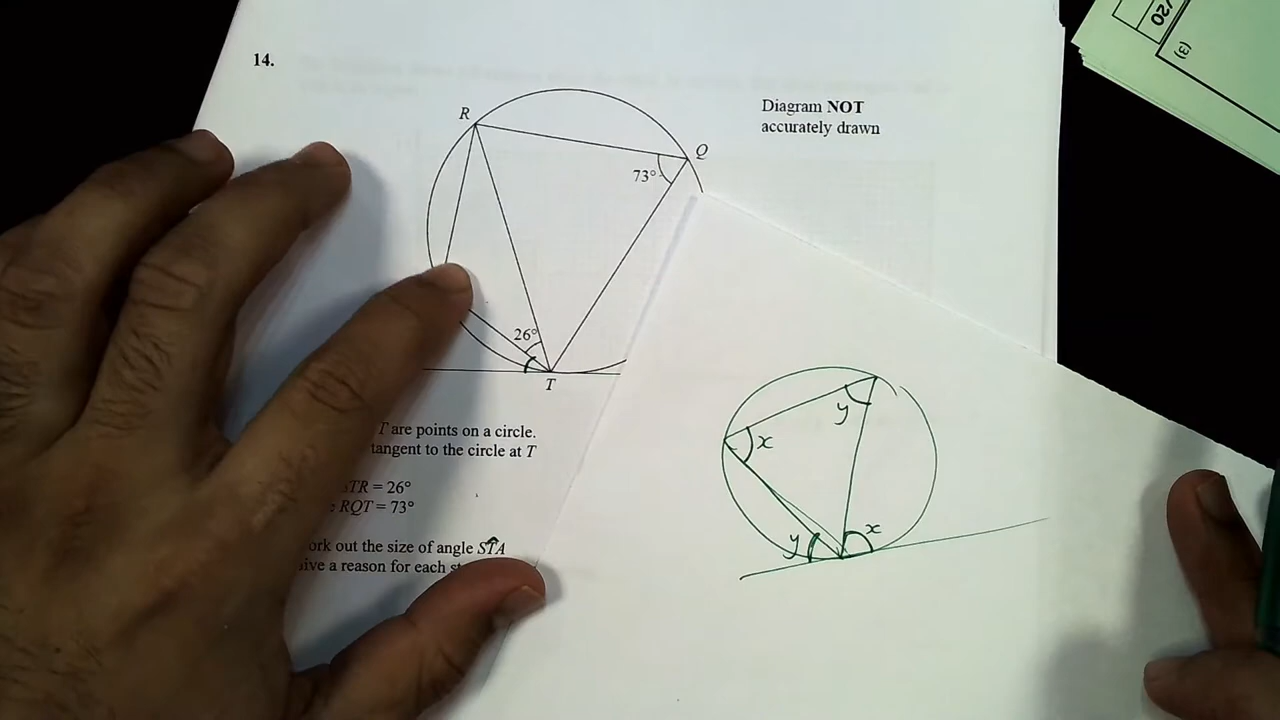 14.
R
Diagram NOT
accurately drawn
Q
73°
26°
T
T are points on a circle.
tangent to the circle at T
TR = 26°
RQT = 73°
ork out the size of angle STA
ive a reason for each
y
x
y
x
/20
(3)